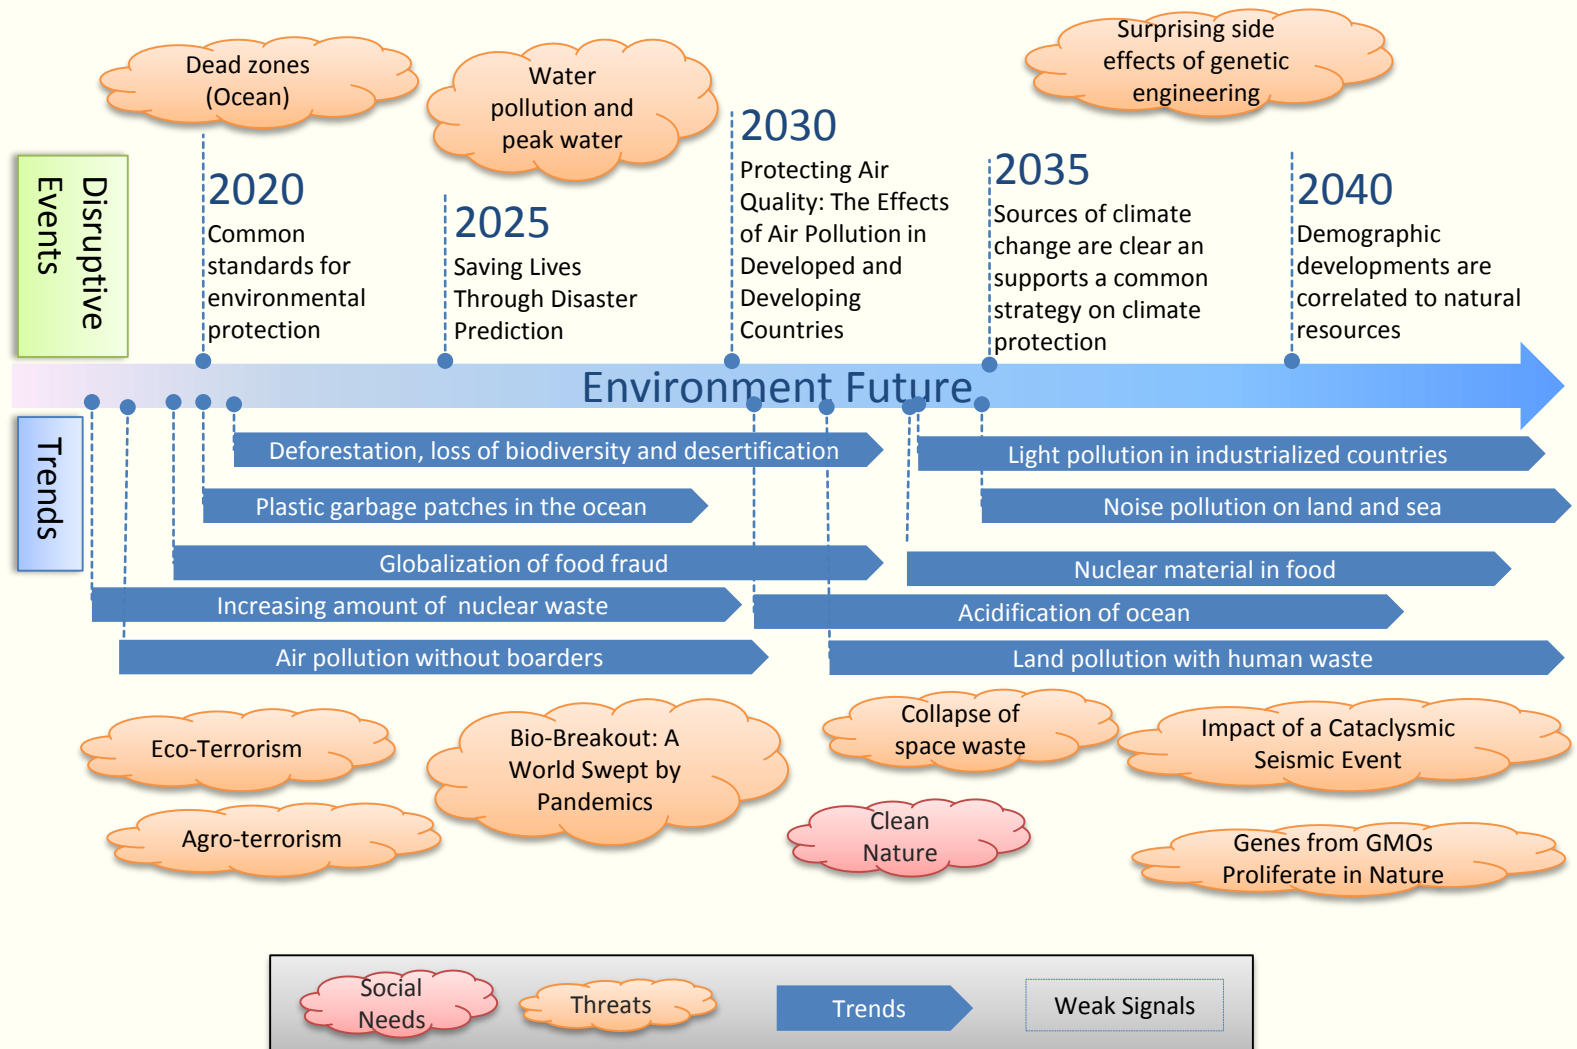 Dead zones
(Ocean)
Water
pollution and
peak water
Surprising side
effects of genetic
engineering
Disruptive
Events
2020
Common
standards for
environmental
protection
2025
Saving Lives
Through Disaster
Prediction
2030
Protecting Air
Quality: The Effects
of Air Pollution in
Developed and
Developing
Countries
2035
Sources of climate
change are clear an
supports a common
strategy on climate
protection
2040
Demographic
developments are
correlated to natural
resources
Environment Future
Trends
Deforestation, loss of biodiversity and desertification
Light pollution in industrialized countries
Plastic garbage patches in the ocean
Noise pollution on land and sea
Globalization of food fraud
Nuclear material in food
Increasing amount of nuclear waste
Acidification of ocean
Air pollution without boarders
Land pollution with human waste
Eco-Terrorism
Bio-Breakout: A
World Swept by
Pandemics
Collapse of
space waste
Impact of a Cataclysmic
Seismic Event
Agro-terrorism
Clean
Nature
Genes from GMOs
Proliferate in Nature
Social
Needs
Threats
Trends
Weak Signals